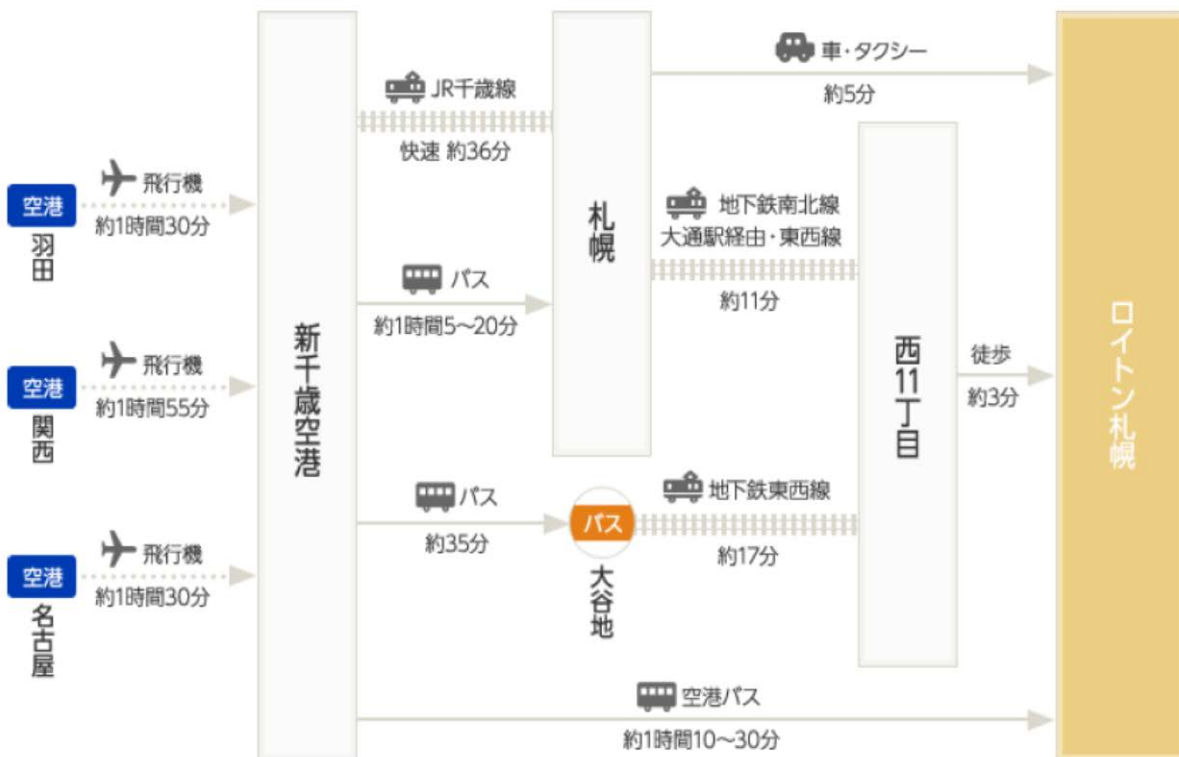 空港
羽田
飛行機
約1時間30分
空港
関西
飛行機
約1時間55分
空港
名古屋
飛行機
約1時間30分
新千歳空港
JR千歳線
快速 約36分
バス
約1時間5〜20分
バス
約35分
札幌
バス
大谷地
車・タクシー
約5分
地下鉄南北線
大通駅経由・東西線
約11分
地下鉄東西線
約17分
西11丁目
徒歩
約3分
空港バス
約1時間10〜30分
ロイトン札幌